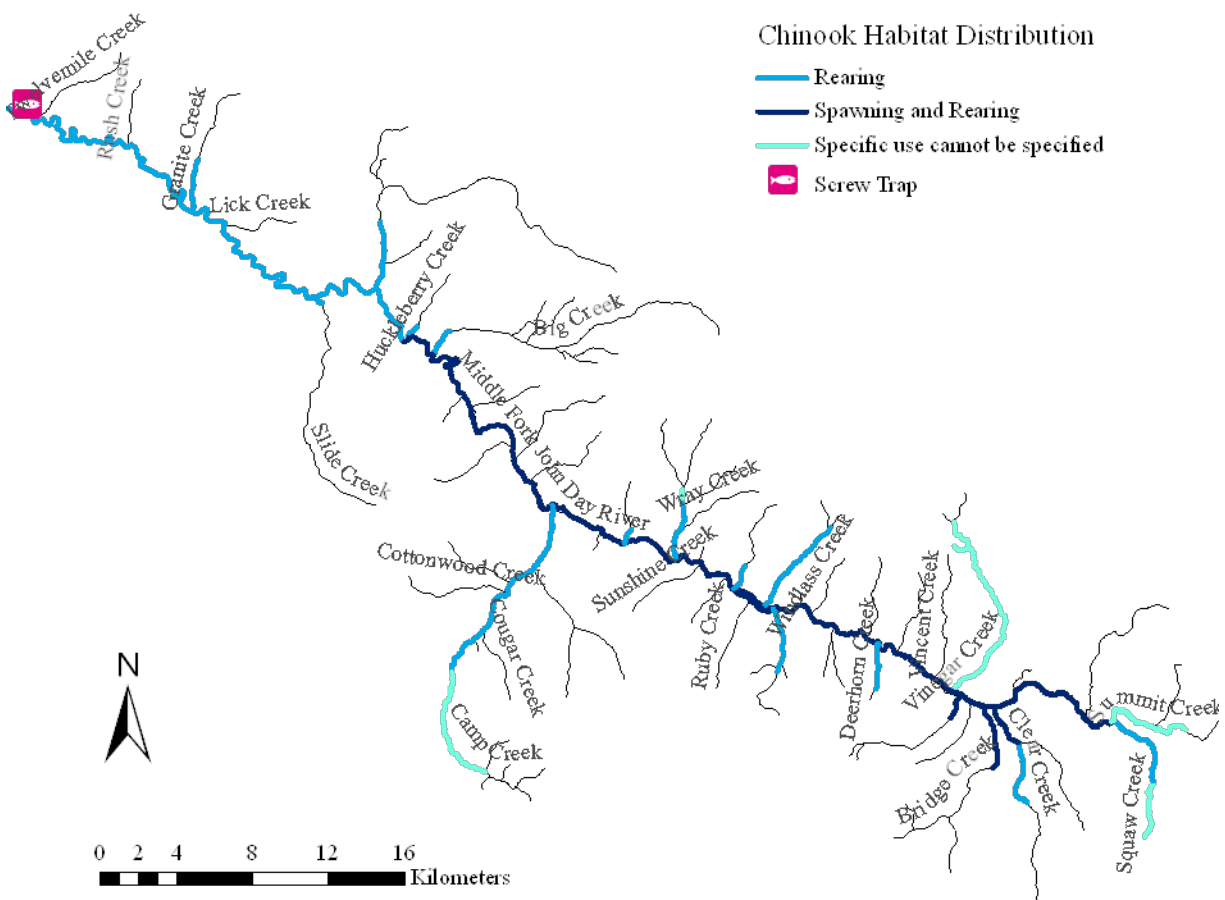 Chinook Habitat Distribution
Rearing
Spawning and Rearing
Specific use cannot be specified
Screw Trap
Twelvemile Creek
Rush Creek
Granite Creek
Lick Creek
Huckleberry Creek
Big Creek
Middle Fork John Day River
Slide Creek
Wray Creek
Sunshine Creek
Cottonwood Creek
Cougar Creek
Camp Creek
Ruby Creek
Windlass Creek
Deerhorn Creek
Vincent Creek
Vinegar Creek
Clear Creek
Bridge Creek
Summit Creek
Squaw Creek
N
0 2 4 8 12 16
Kilometers